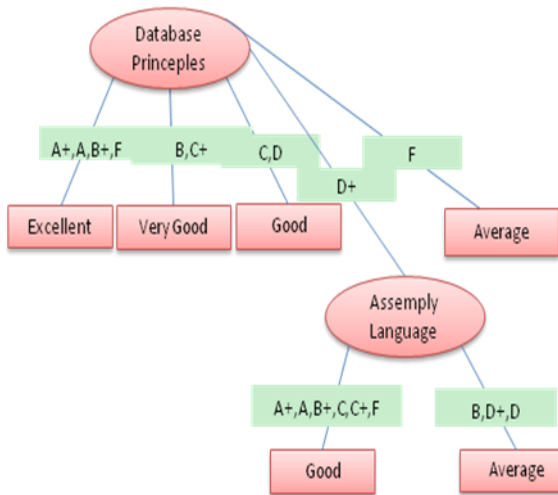 Database
Princeples
A+,A,B+,F
B,C+
C,D
D+
F
Excellent
Very Good
Good
Average
Assemply
Language
A+,A,B+,C,C+,F
B,D+,D
Good
Average